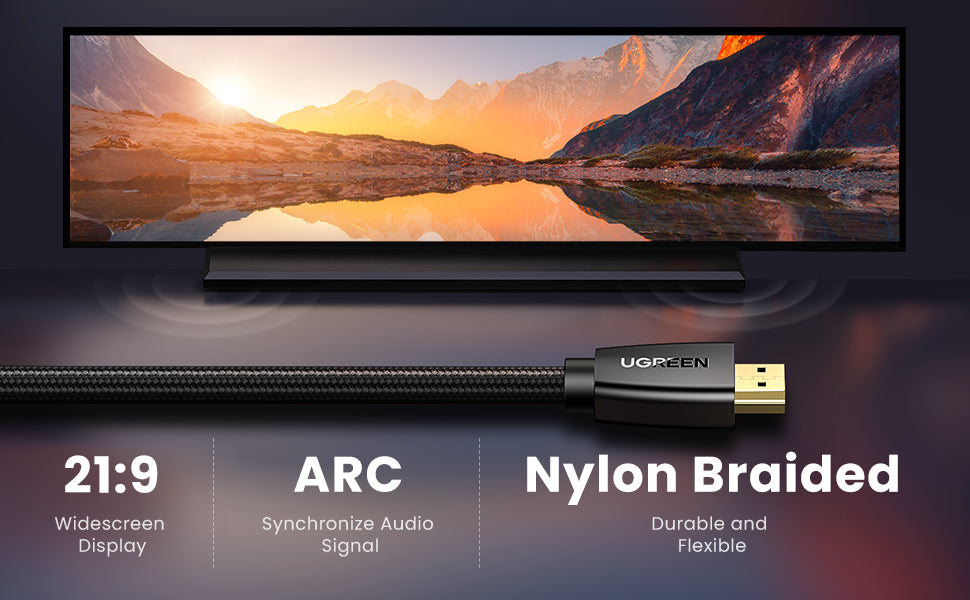 UGREEN
21:9
Widescreen
Display
ARC
Synchronize Audio
Signal
Nylon Braided
Durable and
Flexible